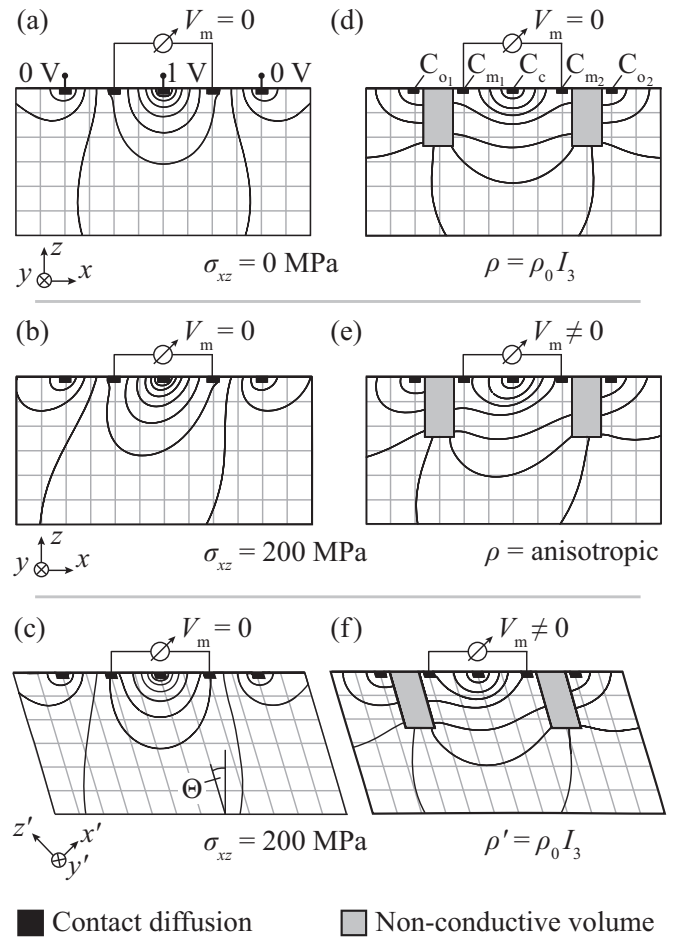 (a) V_m = 0
0 V 1 V 0 V
z
y x
σ_xz = 0 MPa
(d) V_m = 0
C_o1 C_m1 C_c C_m2 C_o2
ρ = ρ_0 I_3
(b) V_m = 0
z
y x
σ_xz = 200 MPa
(e) V_m ≠ 0
ρ = anisotropic
(c) V_m = 0
Θ
z′ x′
y′
σ_xz = 200 MPa
(f) V_m ≠ 0
ρ′ = ρ_0 I_3
Contact diffusion
Non-conductive volume